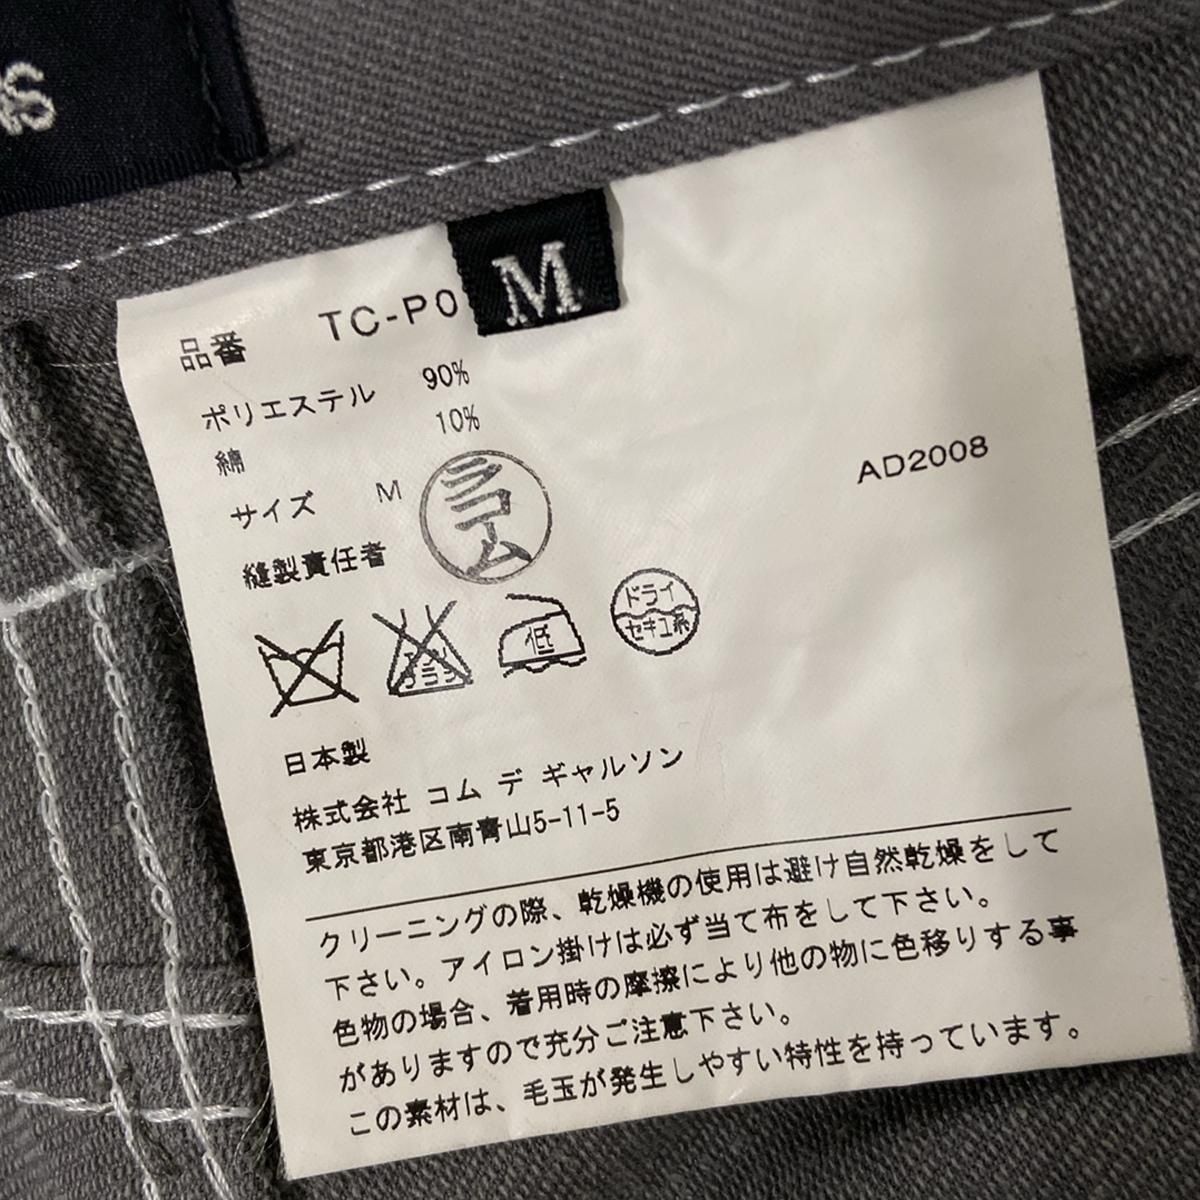 M
品番 TC-P0
ポリエステル 90%
綿 10%
サイズ M
AD2008
縫製責任者
ラコーム
エンソ
サラシ
低
ドライ
セキユ系
日本製
株式会社 コム デ ギャルソン
東京都港区南青山5-11-5
クリーニングの際、乾燥機の使用は避け自然乾燥をして
下さい。アイロン掛けは必ず当て布をして下さい。
色物の場合、着用時の摩擦により他の物に色移りする事
がありますので充分ご注意下さい。
この素材は、毛玉が発生しやすい特性を持っています。